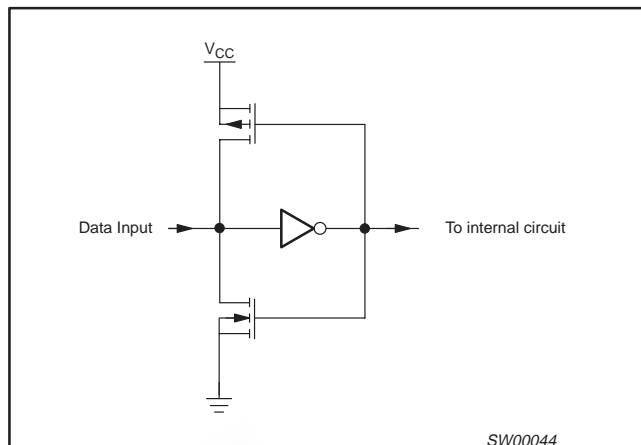 VCC
Data Input
To internal circuit
SW00044